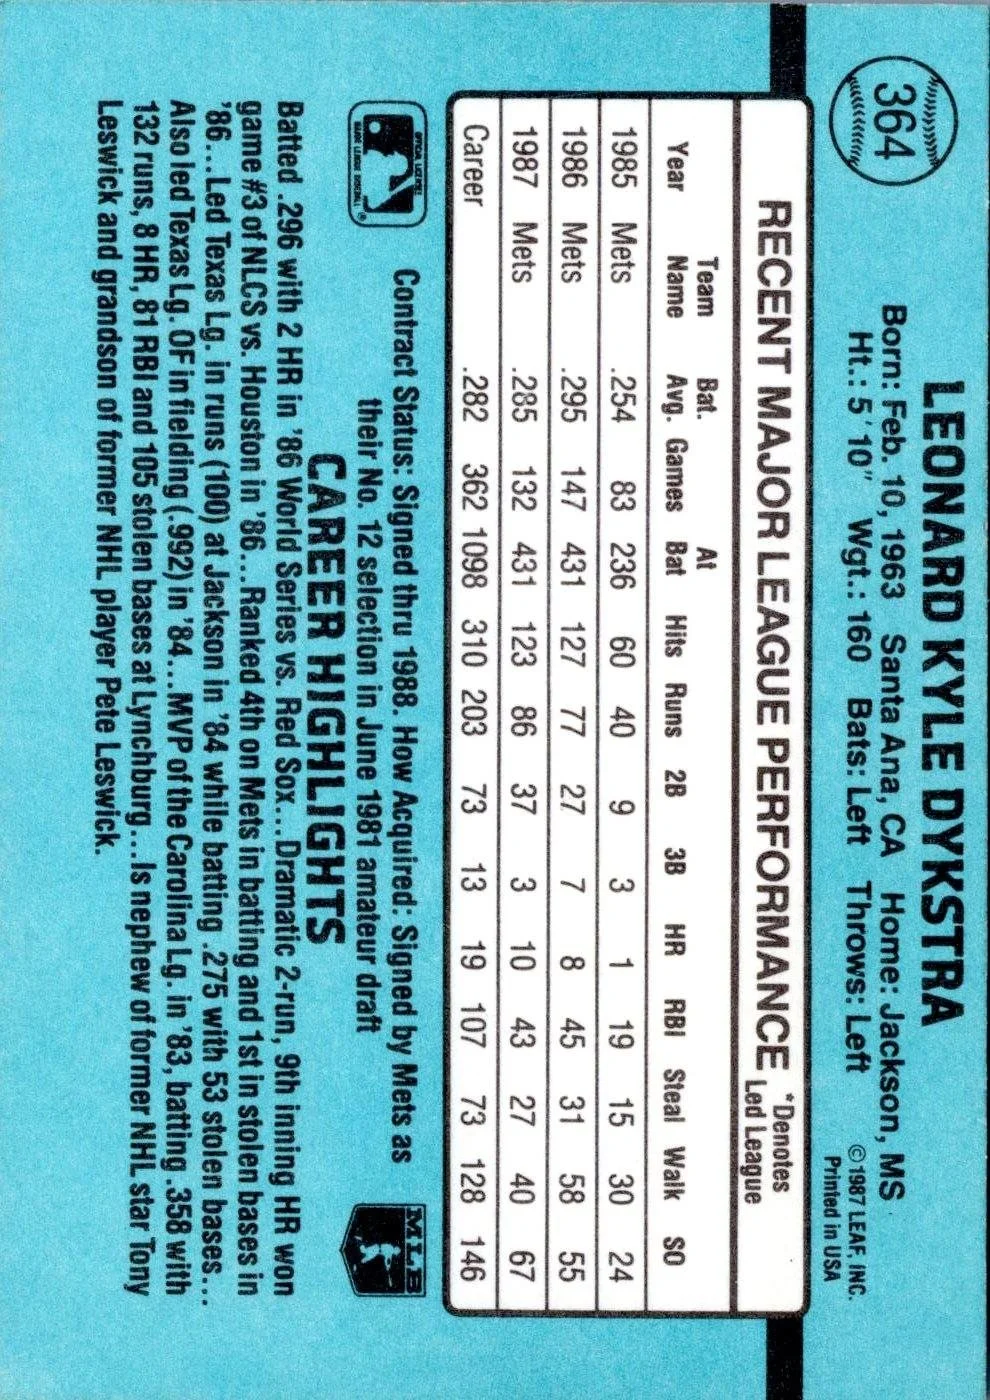 364
LEONARD KYLE DYKSTRA
Born: Feb. 10, 1963 Santa Ana, CA Home: Jackson, MS
Ht.: 5'10" Wgt.: 160 Bats: Left Throws: Left
©1987 LEAF, INC.
Printed in USA
RECENT MAJOR LEAGUE PERFORMANCE
*Denotes
Led League
Year Team Name Bat. Avg. Games At Bat Hits Runs 2B 3B HR RBI Steal Walk SO
1985 Mets .254 83 236 60 40 9 3 1 19 15 30 24
1986 Mets .295 147 431 127 77 27 7 8 45 31 58 55
1987 Mets .285 132 431 123 86 37 3 10 43 27 40 67
Career .282 362 1098 310 203 73 13 19 107 73 128 146
OFFICIAL LICENSEE
MAJOR LEAGUE BASEBALL ®
Contract Status: Signed thru 1988. How Acquired: Signed by Mets as
their No. 12 selection in June 1981 amateur draft
MLB
CAREER HIGHLIGHTS
Batted .296 with 2 HR in '86 World Series vs. Red Sox...Dramatic 2-run, 9th inning HR won
game #3 of NLCS vs. Houston in '86...Ranked 4th on Mets in batting and 1st in stolen bases in
'86...Led Texas Lg. in runs (100) at Jackson in '84 while batting .275 with 53 stolen bases...
Also led Texas Lg. OF in fielding (.992) in '84...MVP of the Carolina Lg. in '83, batting .358 with
132 runs, 8 HR, 81 RBI and 105 stolen bases at Lynchburg...Is nephew of former NHL star Tony
Leswick and grandson of former NHL player Pete Leswick.